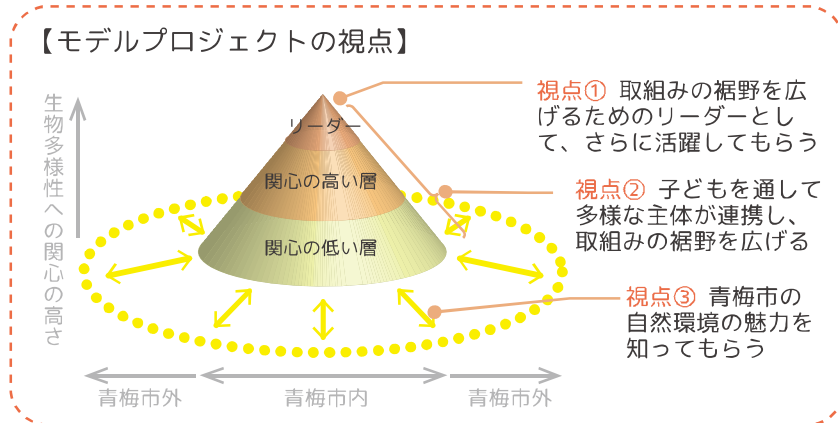 【モデルプロジェクトの視点】
生物多様性への関心の高さ
リーダー
関心の高い層
関心の低い層
視点① 取組みの裾野を広
げるためのリーダーとし
て、さらに活躍してもらう
視点② 子どもを通して
多様な主体が連携し、
取組みの裾野を広げる
視点③ 青梅市の
自然環境の魅力を
知ってもらう
青梅市外
青梅市内
青梅市外